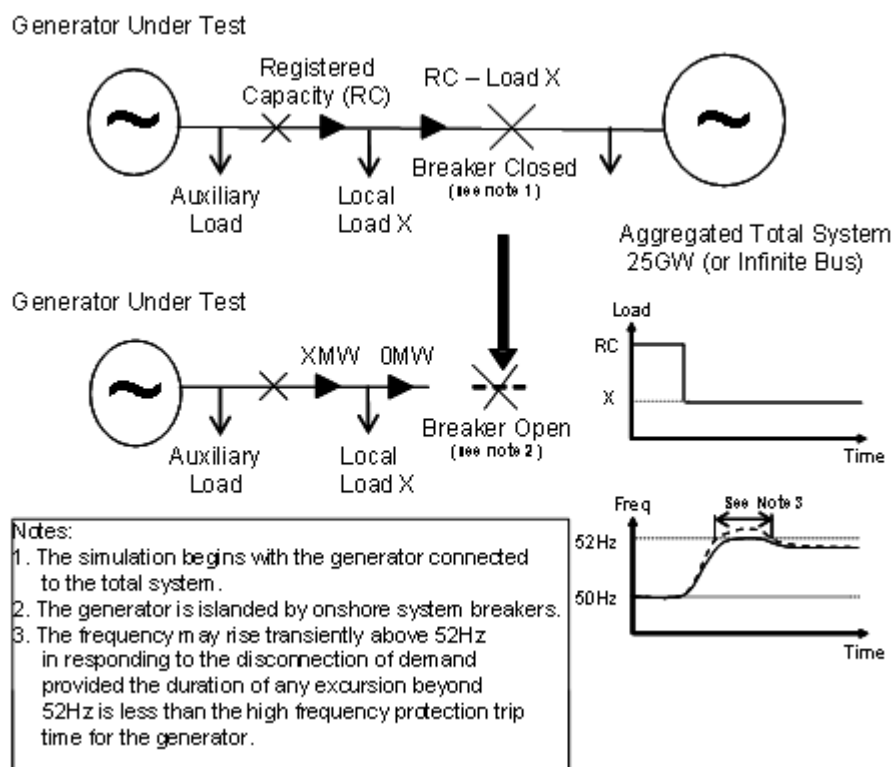 Generator Under Test
Registered
Capacity (RC)
RC – Load X
~
~
Auxiliary
Load
Local
Load X
Breaker Closed
(see note 1)
Aggregated Total System
25GW (or Infinite Bus)
Generator Under Test
~
XMW 0MW
Auxiliary
Load
Local
Load X
Breaker Open
(see note 2)
Load
RC
X
Time
Freq
See Note 3
52Hz
50Hz
Time
Notes:
1. The simulation begins with the generator connected
to the total system.
2. The generator is islanded by onshore system breakers.
3. The frequency may rise transiently above 52Hz
in responding to the disconnection of demand
provided the duration of any excursion beyond
52Hz is less than the high frequency protection trip
time for the generator.